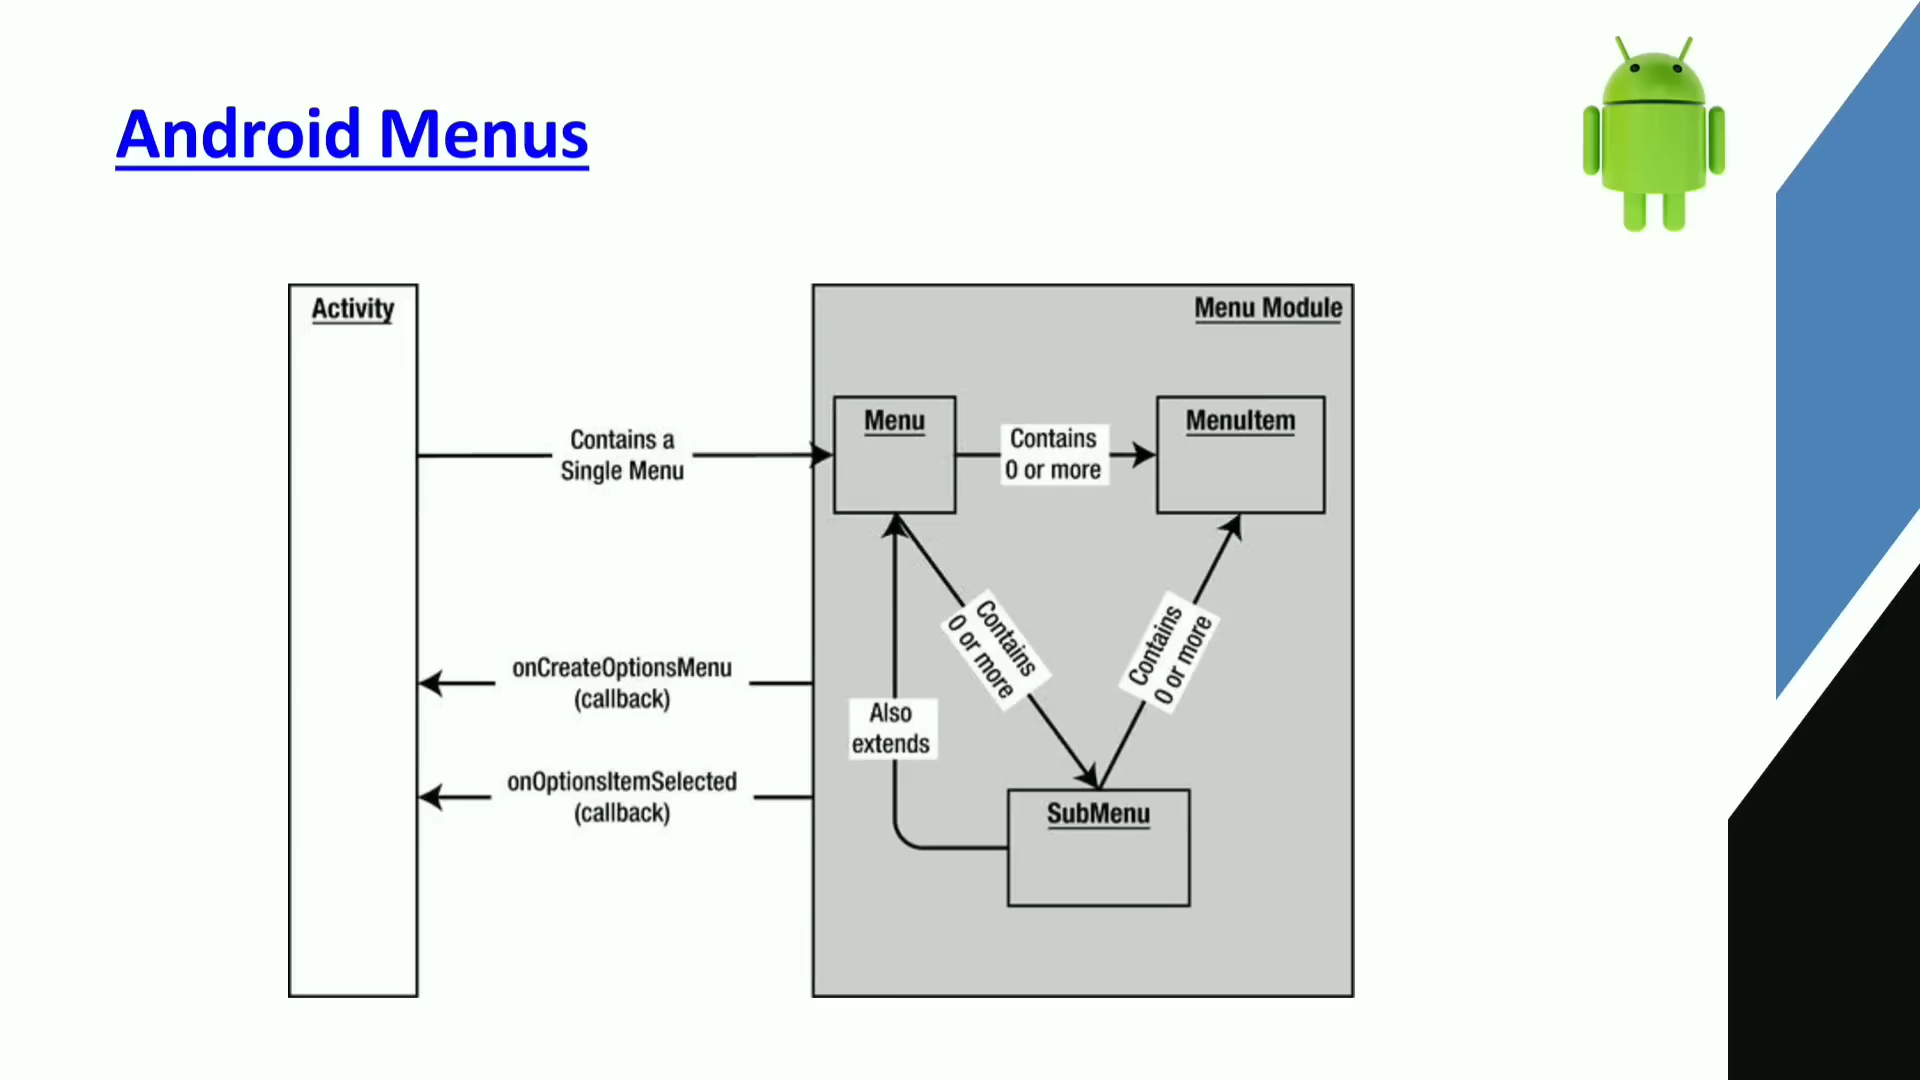 Android Menus
Activity
Menu Module
Menu
MenuItem
Contains a
Single Menu
Contains
0 or more
Contains
0 or more
Contains
0 or more
onCreateOptionsMenu
(callback)
Also
extends
onOptionsItemSelected
(callback)
SubMenu